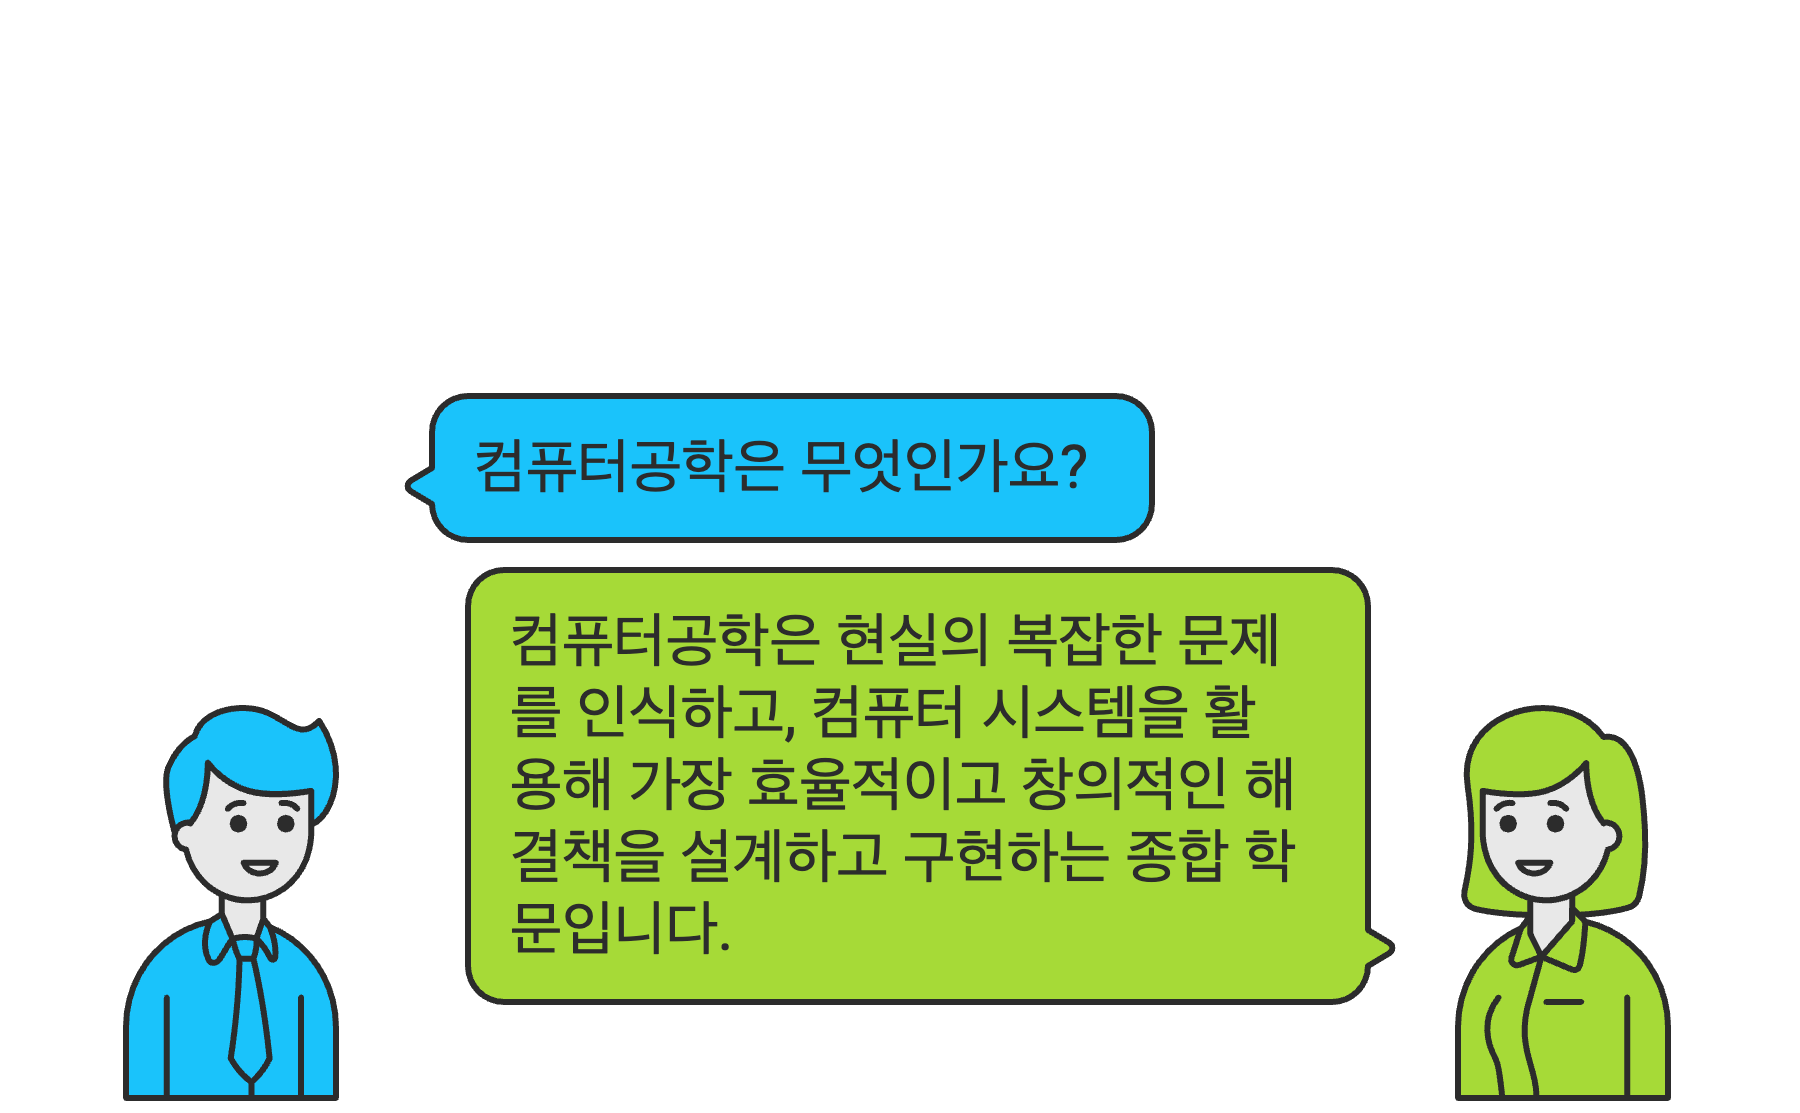 컴퓨터공학은 무엇인가요?
컴퓨터공학은 현실의 복잡한 문제
를 인식하고, 컴퓨터 시스템을 활
용해 가장 효율적이고 창의적인 해
결책을 설계하고 구현하는 종합 학
문입니다.